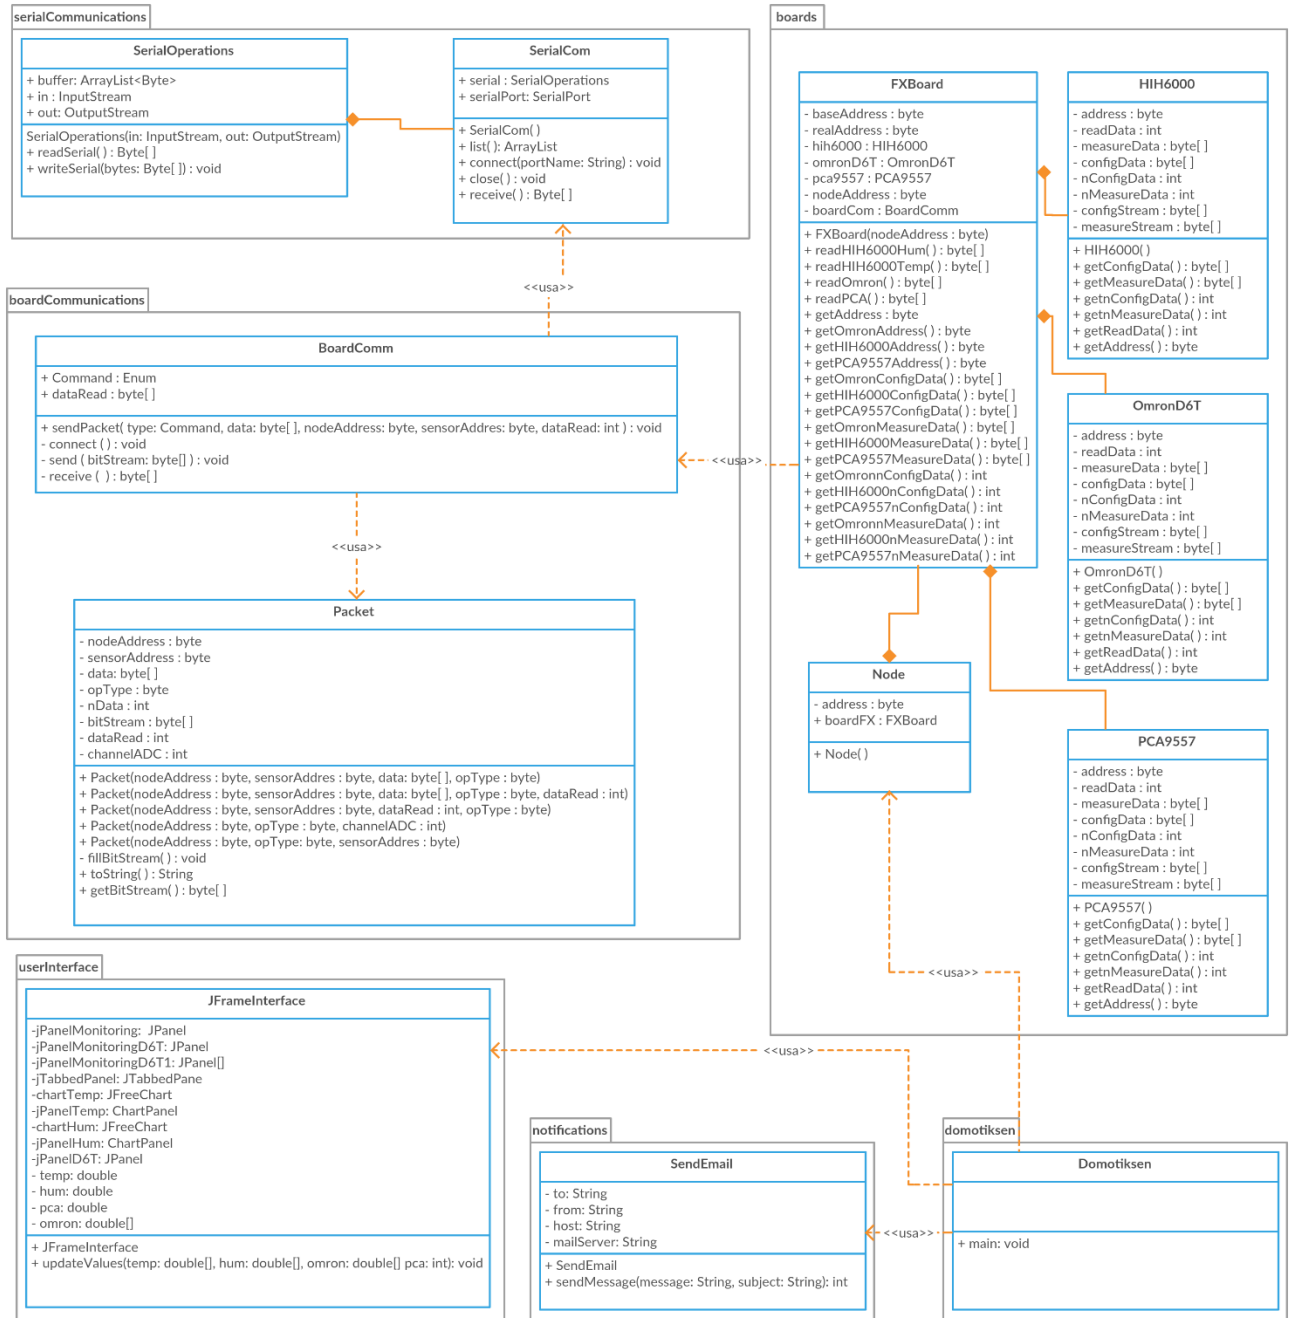 serialCommunications
SerialOperations
+ buffer: ArrayList<Byte>
+ in : InputStream
+ out: OutputStream
SerialOperations(in: InputStream, out: OutputStream)
+ readSerial( ) : Byte[ ]
+ writeSerial(bytes: Byte[ ]) : void
SerialCom
+ serial : SerialOperations
+ serialPort: SerialPort
+ SerialCom( )
+ list( ): ArrayList
+ connect(portName: String) : void
+ close( ) : void
+ receive( ) : Byte[ ]
<<usa>>
boardCommunications
BoardComm
+ Command : Enum
+ dataRead : byte[ ]
+ sendPacket( type: Command, data: byte[ ], nodeAddress: byte, sensorAddres: byte, dataRead: int ) : void
- connect ( ) : void
- send ( bitStream: byte[] ) : void
- receive (  ) : byte[ ]
<<usa>>
<<usa>>
Packet
- nodeAddress : byte
- sensorAddress : byte
- data: byte[ ]
- opType : byte
- nData : int
- bitStream : byte[ ]
- dataRead : int
- channelADC : int
+ Packet(nodeAddress : byte, sensorAddres : byte, data: byte[ ], opType : byte)
+ Packet(nodeAddress : byte, sensorAddres : byte, data: byte[ ], opType : byte, dataRead : int)
+ Packet(nodeAddress : byte, sensorAddres : byte, dataRead : int, opType : byte)
+ Packet(nodeAddress : byte, opType : byte, channelADC : int)
+ Packet(nodeAddress : byte, opType: byte, sensorAddres : byte)
- fillBitStream( ) : void
+ toString( ) : String
+ getBitStream( ) : byte[ ]
boards
FXBoard
- baseAddress : byte
- realAddress : byte
- hih6000 : HIH6000
- omronD6T : OmronD6T
- pca9557 : PCA9557
- nodeAddress : byte
- boardCom : BoardComm
+ FXBoard(nodeAddress : byte)
+ readHIH6000Hum( ) : byte[ ]
+ readHIH6000Temp( ) : byte[ ]
+ readOmron( ) : byte[ ]
+ readPCA( ) : byte[ ]
+ getAddress : byte
+ getOmronAddress( ) : byte
+ getHIH6000Address( ) : byte
+ getPCA9557Address( ) : byte
+ getOmronConfigData( ) : byte[ ]
+ getHIH6000ConfigData( ) : byte[ ]
+ getPCA9557ConfigData( ) : byte[ ]
+ getOmronMeasureData( ) : byte[ ]
+ getHIH6000MeasureData( ) : byte[ ]
+ getPCA9557MeasureData( ) : byte[ ]
+ getOmronnConfigData( ) : int
+ getHIH6000nConfigData( ) : int
+ getPCA9557nConfigData( ) : int
+ getOmronnMeasureData( ) : int
+ getHIH6000nMeasureData( ) : int
+ getPCA9557nMeasureData( ) : int
HIH6000
- address : byte
- readData : int
- measureData : byte[ ]
- configData : byte[ ]
- nConfigData : int
- nMeasureData : int
- configStream : byte[ ]
- measureStream : byte[ ]
+ HIH6000( )
+ getConfigData( ) : byte[ ]
+ getMeasureData( ) : byte[ ]
+ getnConfigData( ) : int
+ getnMeasureData( ) : int
+ getReadData( ) : int
+ getAddress( ) : byte
OmronD6T
- address : byte
- readData : int
- measureData : byte[ ]
- configData : byte[ ]
- nConfigData : int
- nMeasureData : int
- configStream : byte[ ]
- measureStream : byte[ ]
+ OmronD6T( )
+ getConfigData( ) : byte[ ]
+ getMeasureData( ) : byte[ ]
+ getnConfigData( ) : int
+ getnMeasureData( ) : int
+ getReadData( ) : int
+ getAddress( ) : byte
Node
- address : byte
+ boardFX : FXBoard
+ Node( )
PCA9557
- address : byte
- readData : int
- measureData : byte[ ]
- configData : byte[ ]
- nConfigData : int
- nMeasureData : int
- configStream : byte[ ]
- measureStream : byte[ ]
+ PCA9557( )
+ getConfigData( ) : byte[ ]
+ getMeasureData( ) : byte[ ]
+ getnConfigData( ) : int
+ getnMeasureData( ) : int
+ getReadData( ) : int
+ getAddress( ) : byte
<<usa>>
<<usa>>
userInterface
JFrameInterface
-jPanelMonitoring:  JPanel
-jPanelMonitoringD6T: JPanel
-jPanelMonitoringD6T1: JPanel[]
-jTabbedPanel: JTabbedPane
-chartTemp: JFreeChart
-jPanelTemp: ChartPanel
-chartHum: JFreeChart
-jPanelHum: ChartPanel
-jPanelD6T: JPanel
- temp: double
- hum: double
- pca: double
- omron: double[]
+ JFrameInterface
+ updateValues(temp: double[], hum: double[], omron: double[] pca: int): void
notifications
SendEmail
- to: String
- from: String
- host: String
- mailServer: String
+ SendEmail
+ sendMessage(message: String, subject: String): int
<<usa>>
domotiksen
Domotiksen
+ main: void